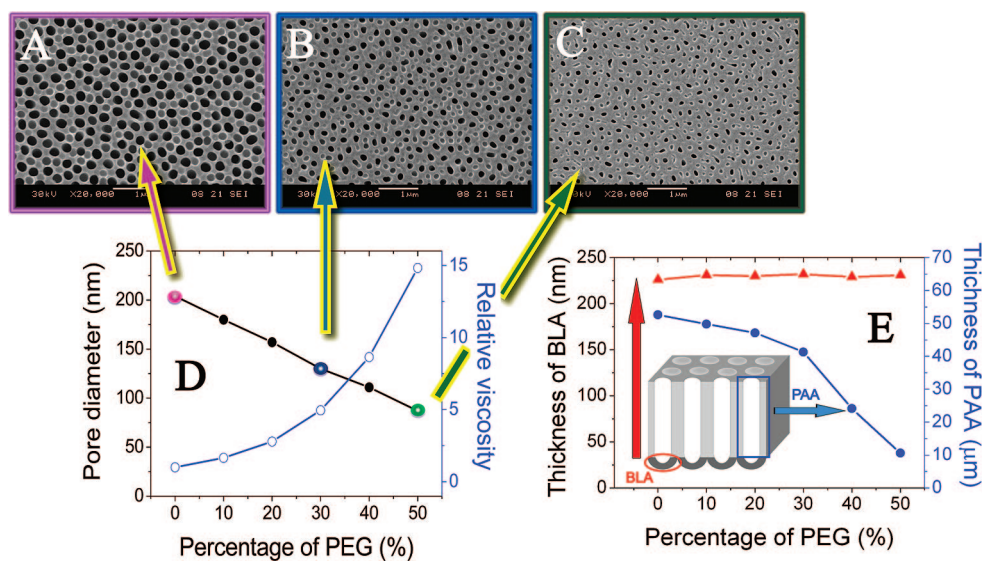 A
B
C
30kV X20,000 1μm 08 21 SEI
30kV X20,000 1μm 08 21 SEI
30kV X20,000 1μm 08 21 SEI
250
200
150
100
50
0
Pore diameter (nm)
D
15
10
5
0
Relative viscosity
0 10 20 30 40 50
Percentage of PEG (%)
250
200
150
100
50
0
Thickness of BLA (nm)
E
PAA
BLA
70
60
50
40
30
20
10
0
Thichness of PAA (μm)
0 10 20 30 40 50
Percentage of PEG (%)